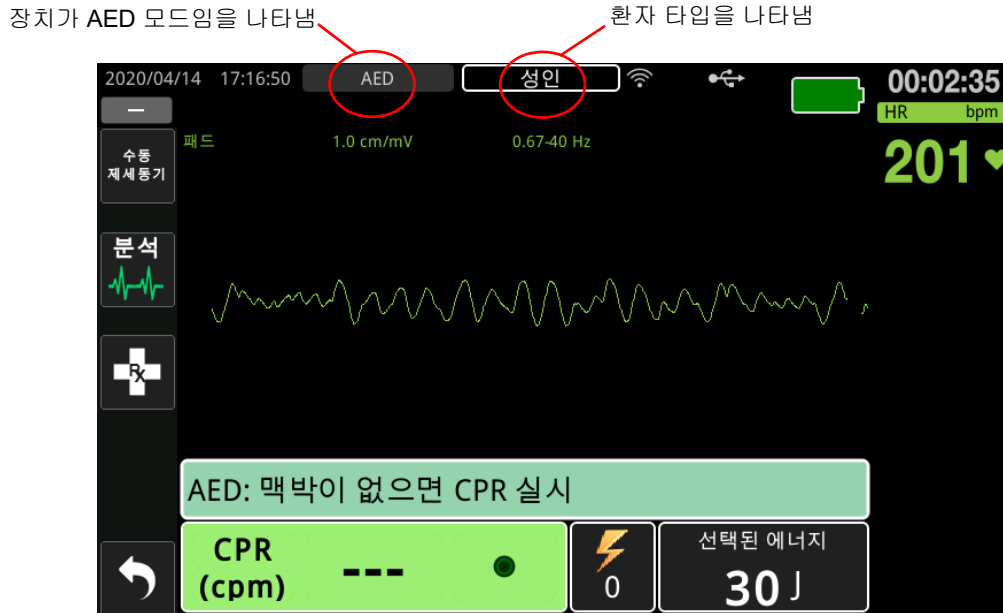 장치가 AED 모드임을 나타냄
환자 타입을 나타냄
2020/04/14 17:16:50 AED 성인 00:02:35
HR bpm
패드 1.0 cm/mV 0.67-40 Hz
201
수동
제세동기
분석
Rx
AED: 맥박이 없으면 CPR 실시
CPR
(cpm)
---
0
선택된 에너지
30 J